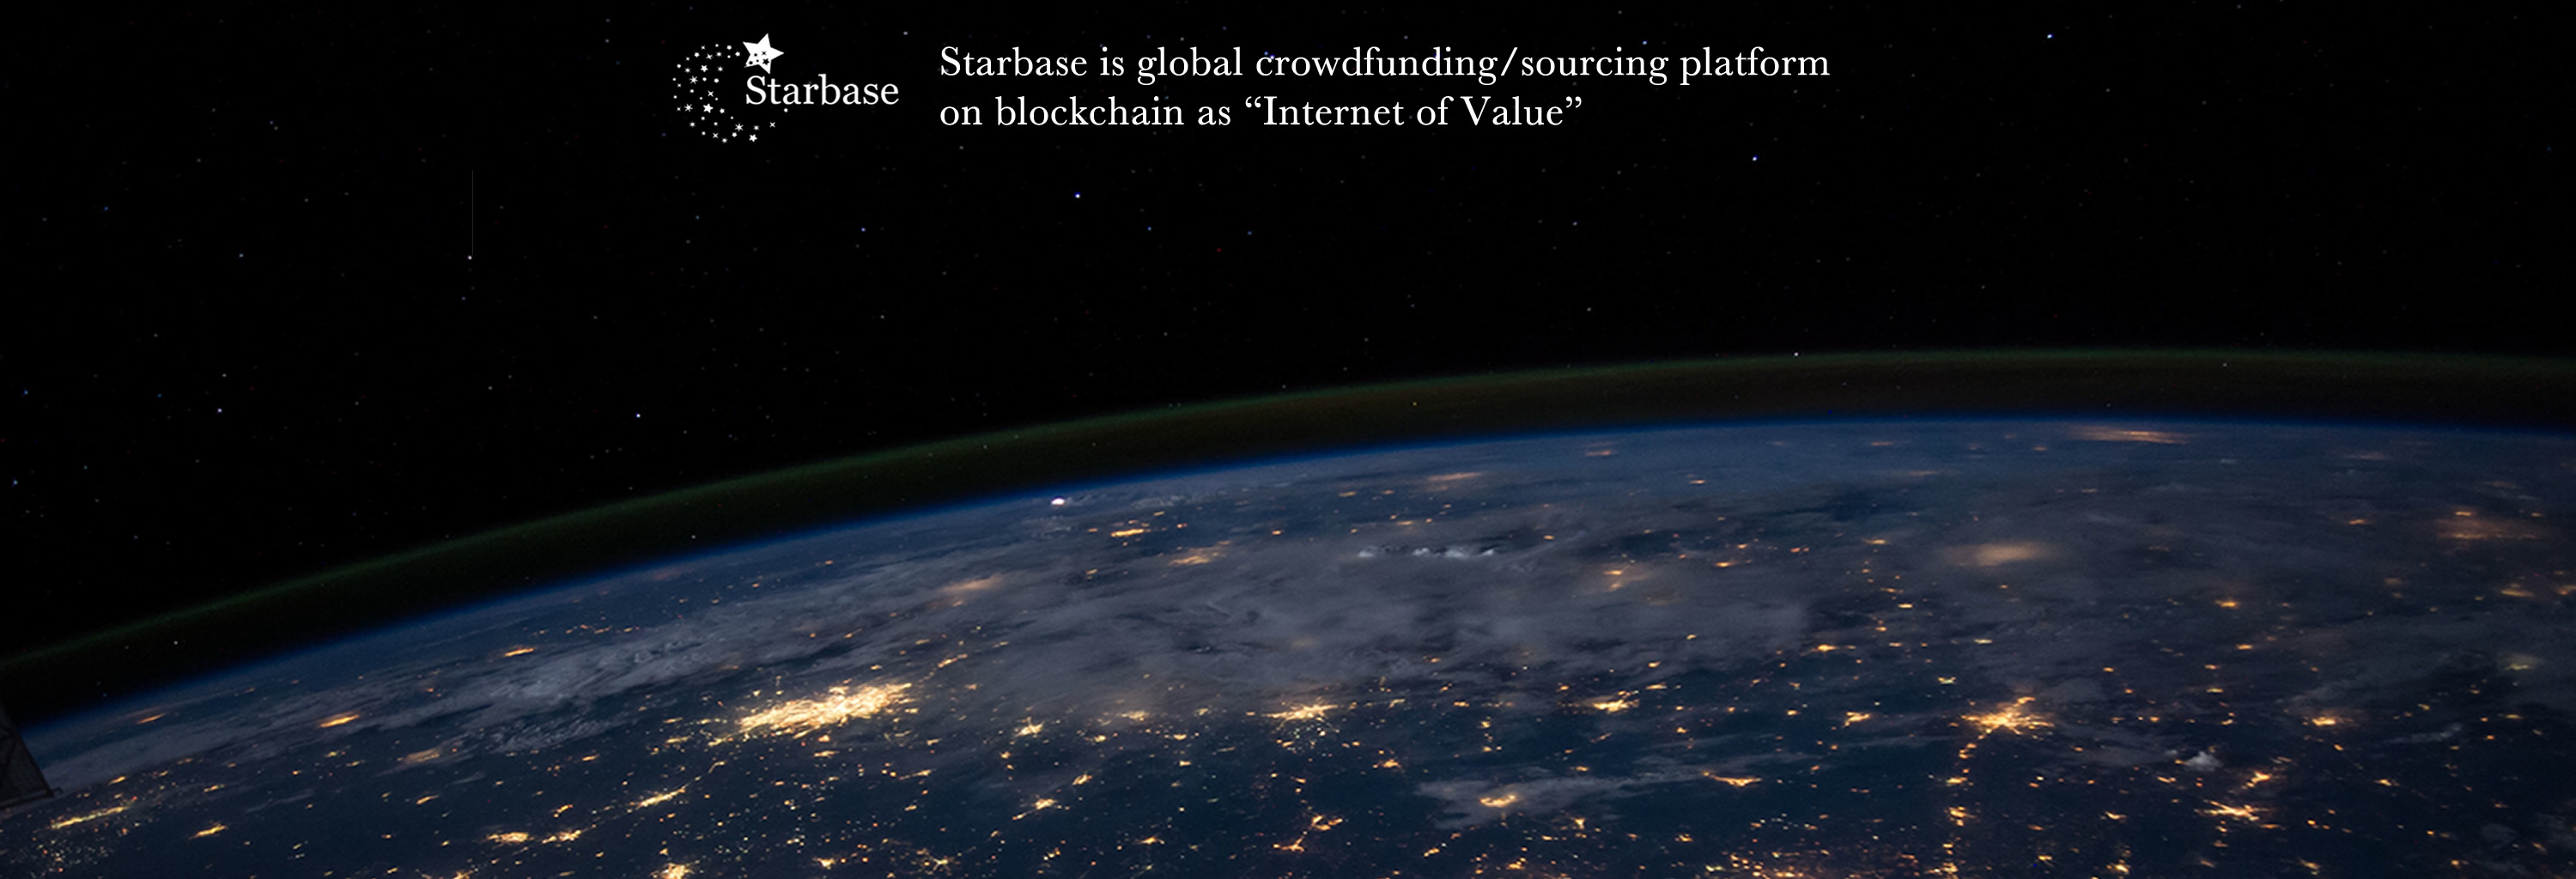 Starbase
Starbase is global crowdfunding/sourcing platform
on blockchain as “Internet of Value”